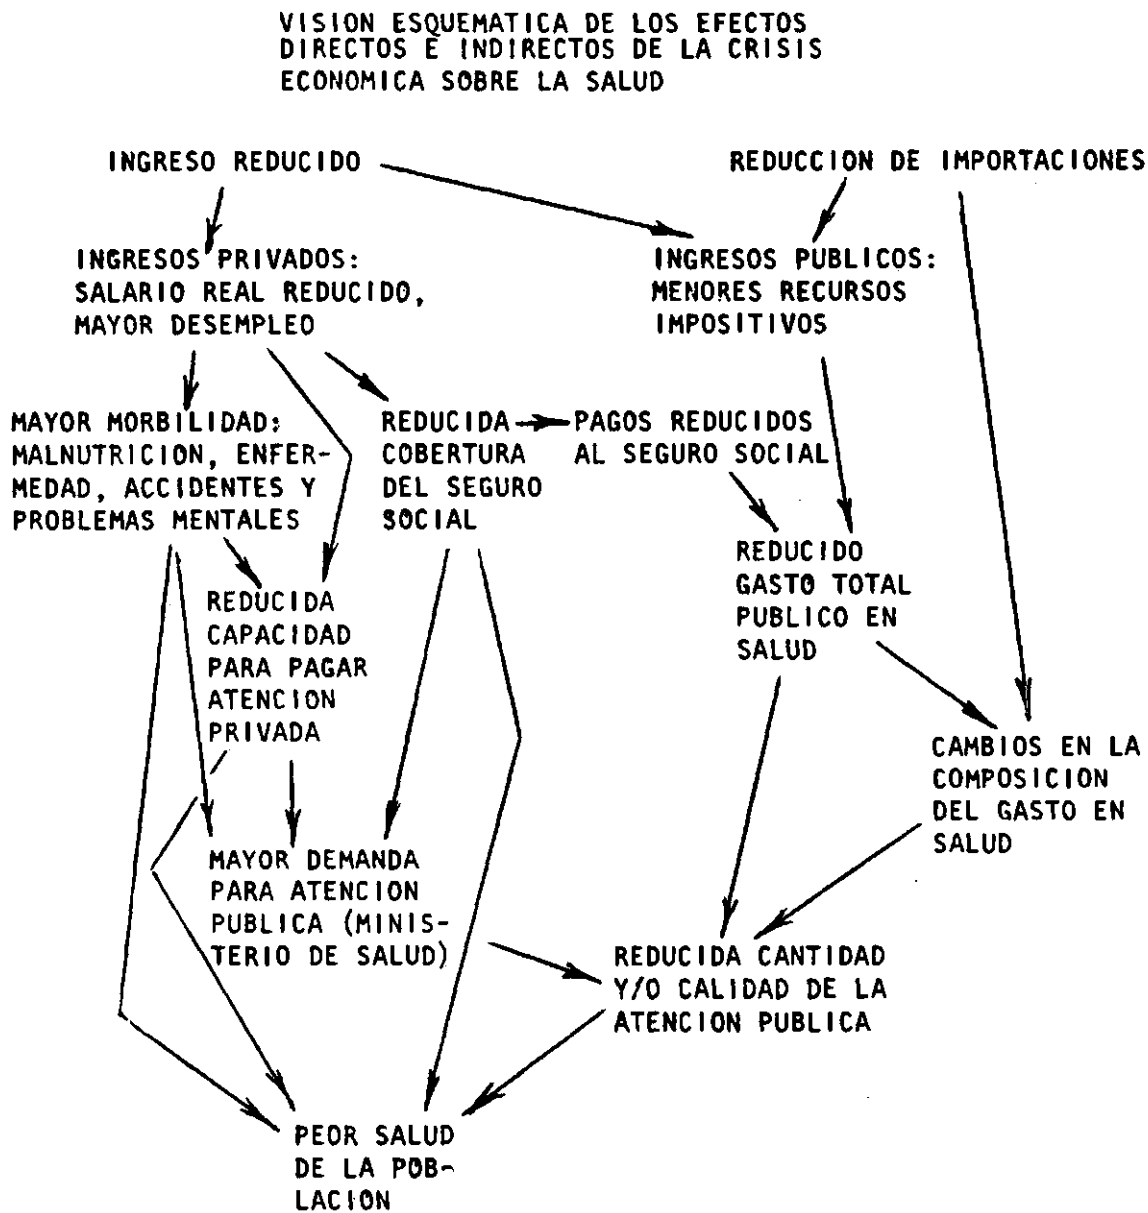 VISION ESQUEMATICA DE LOS EFECTOS
DIRECTOS E INDIRECTOS DE LA CRISIS
ECONOMICA SOBRE LA SALUD
INGRESO REDUCIDO
REDUCCION DE IMPORTACIONES
INGRESOS PRIVADOS:
SALARIO REAL REDUCIDO,
MAYOR DESEMPLEO
INGRESOS PUBLICOS:
MENORES RECURSOS
IMPOSITIVOS
MAYOR MORBILIDAD:
MALNUTRICION, ENFER-
MEDAD, ACCIDENTES Y
PROBLEMAS MENTALES
REDUCIDA
COBERTURA
DEL SEGURO
SOCIAL
PAGOS REDUCIDOS
AL SEGURO SOCIAL
REDUCIDO
GASTO TOTAL
PUBLICO EN
SALUD
REDUCIDA
CAPACIDAD
PARA PAGAR
ATENCION
PRIVADA
CAMBIOS EN LA
COMPOSICION
DEL GASTO EN
SALUD
MAYOR DEMANDA
PARA ATENCION
PUBLICA (MINIS-
TERIO DE SALUD)
REDUCIDA CANTIDAD
Y/O CALIDAD DE LA
ATENCION PUBLICA
PEOR SALUD
DE LA POB-
LACION